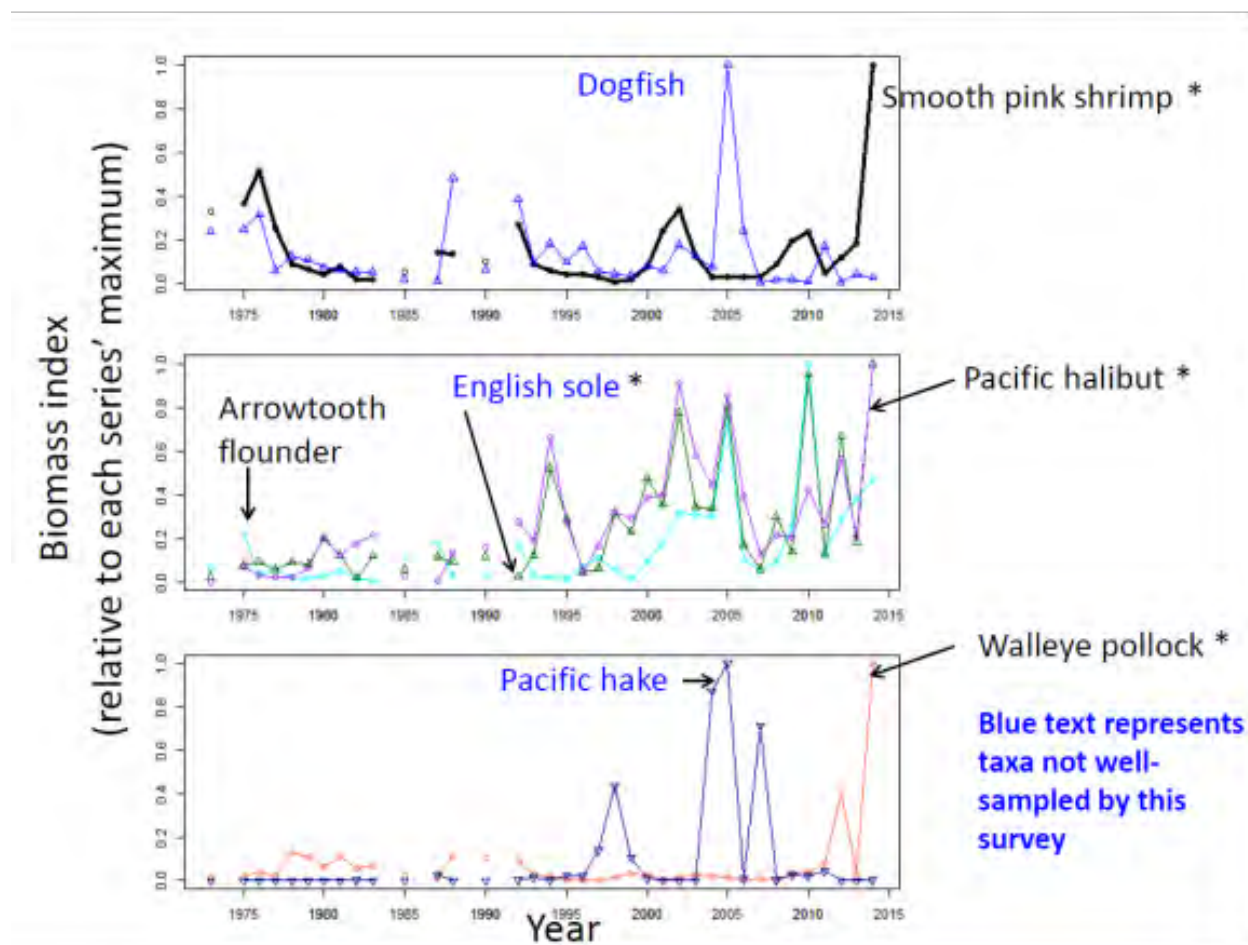 Biomass index
(relative to each series' maximum)
Dogfish
Smooth pink shrimp *
1.0
0.8
0.6
0.4
0.2
0.0
1975 1980 1985 1990 1995 2000 2005 2010 2015
English sole *
Pacific halibut *
Arrowtooth
flounder
1.0
0.8
0.6
0.4
0.2
0.0
1975 1980 1985 1990 1995 2000 2005 2010 2015
Pacific hake
Walleye pollock *
Blue text represents
taxa not well-
sampled by this
survey
1.0
0.8
0.6
0.4
0.2
0.0
1975 1980 1985 1990 1995 2000 2005 2010 2015
Year